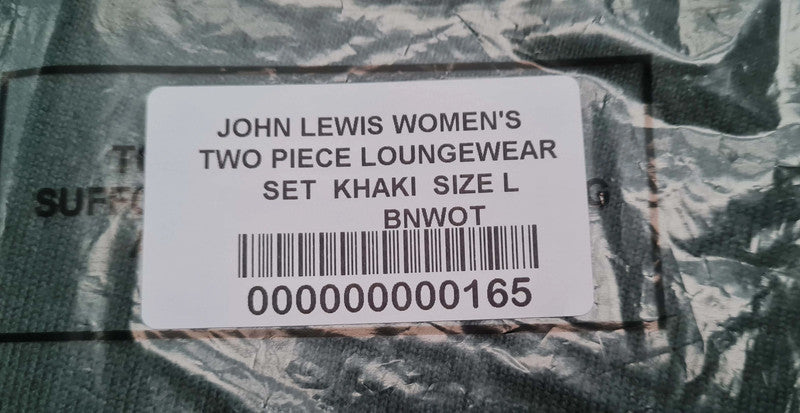 JOHN LEWIS WOMEN'S
TWO PIECE LOUNGEWEAR
SET KHAKI SIZE L
BNWOT
000000000165